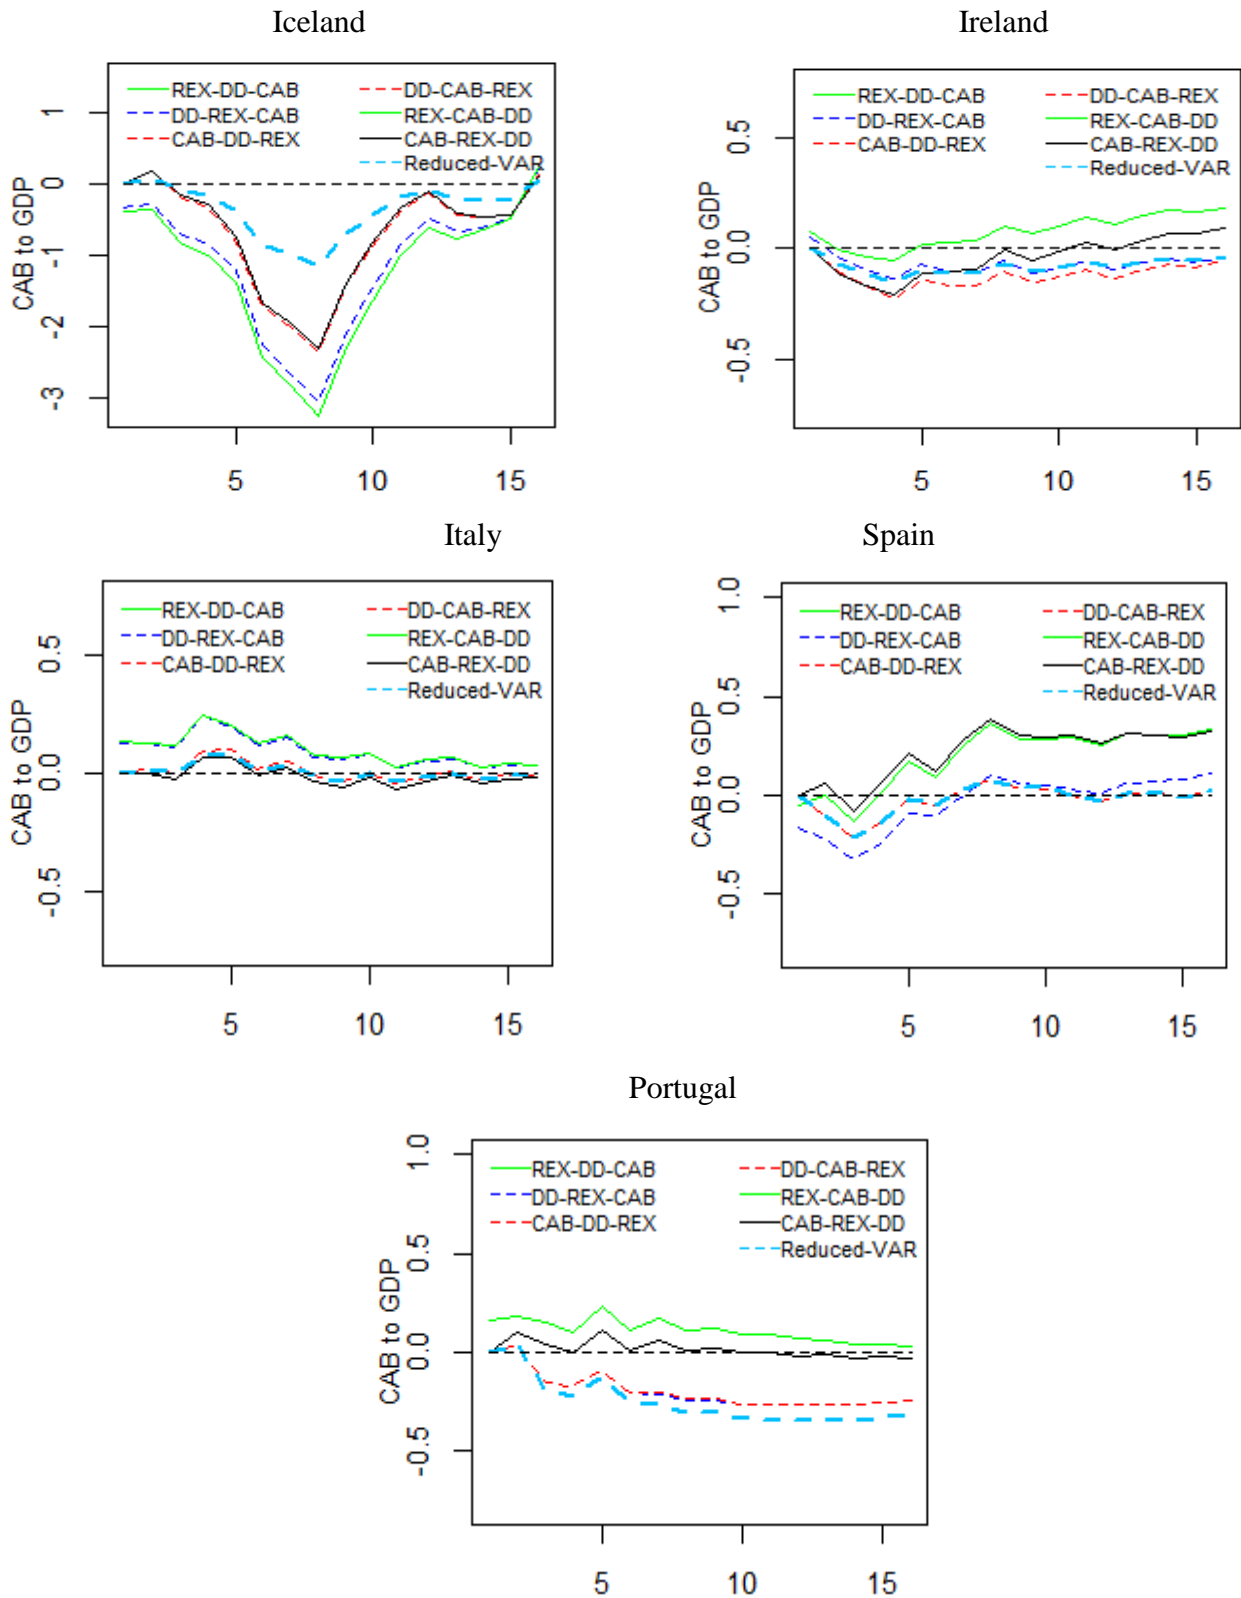 Iceland
Ireland
REX-DD-CAB DD-CAB-REX
DD-REX-CAB REX-CAB-DD
CAB-DD-REX CAB-REX-DD
Reduced-VAR
CAB to GDP
1
0
-1
-2
-3
5 10 15
REX-DD-CAB DD-CAB-REX
DD-REX-CAB REX-CAB-DD
CAB-DD-REX CAB-REX-DD
Reduced-VAR
CAB to GDP
0.5
0.0
-0.5
5 10 15
Italy
Spain
REX-DD-CAB DD-CAB-REX
DD-REX-CAB REX-CAB-DD
CAB-DD-REX CAB-REX-DD
Reduced-VAR
CAB to GDP
0.5
0.0
-0.5
5 10 15
REX-DD-CAB DD-CAB-REX
DD-REX-CAB REX-CAB-DD
CAB-DD-REX CAB-REX-DD
Reduced-VAR
CAB to GDP
1.0
0.5
0.0
-0.5
5 10 15
Portugal
REX-DD-CAB DD-CAB-REX
DD-REX-CAB REX-CAB-DD
CAB-DD-REX CAB-REX-DD
Reduced-VAR
CAB to GDP
1.0
0.5
0.0
-0.5
5 10 15